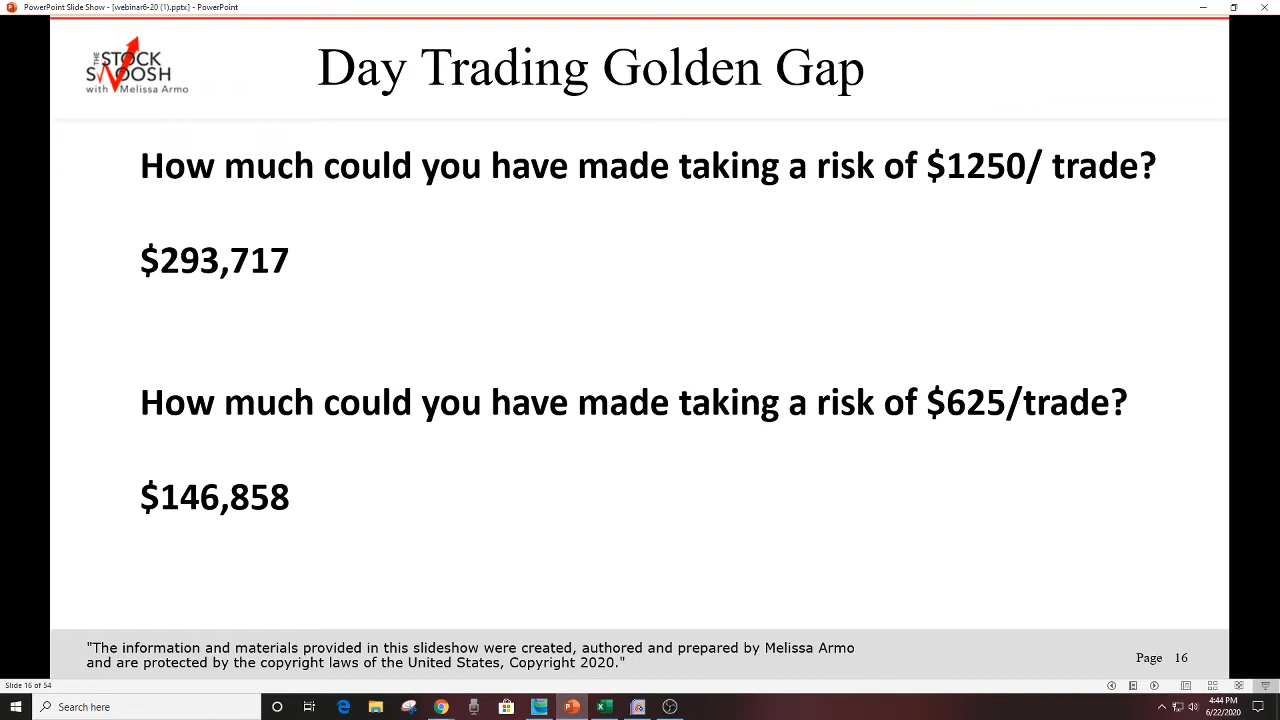 PowerPoint Slide Show - [webinar6-20 (1).pptx] - PowerPoint
THE STOCK
SWOOSH
with Melissa Armo
Day Trading Golden Gap
How much could you have made taking a risk of $1250/ trade?
$293,717
How much could you have made taking a risk of $625/trade?
$146,858
"The information and materials provided in this slideshow were created, authored and prepared by Melissa Armo
and are protected by the copyright laws of the United States, Copyright 2020."
Page 16
Slide 16 of 54
Search here
4:44 PM
6/22/2020